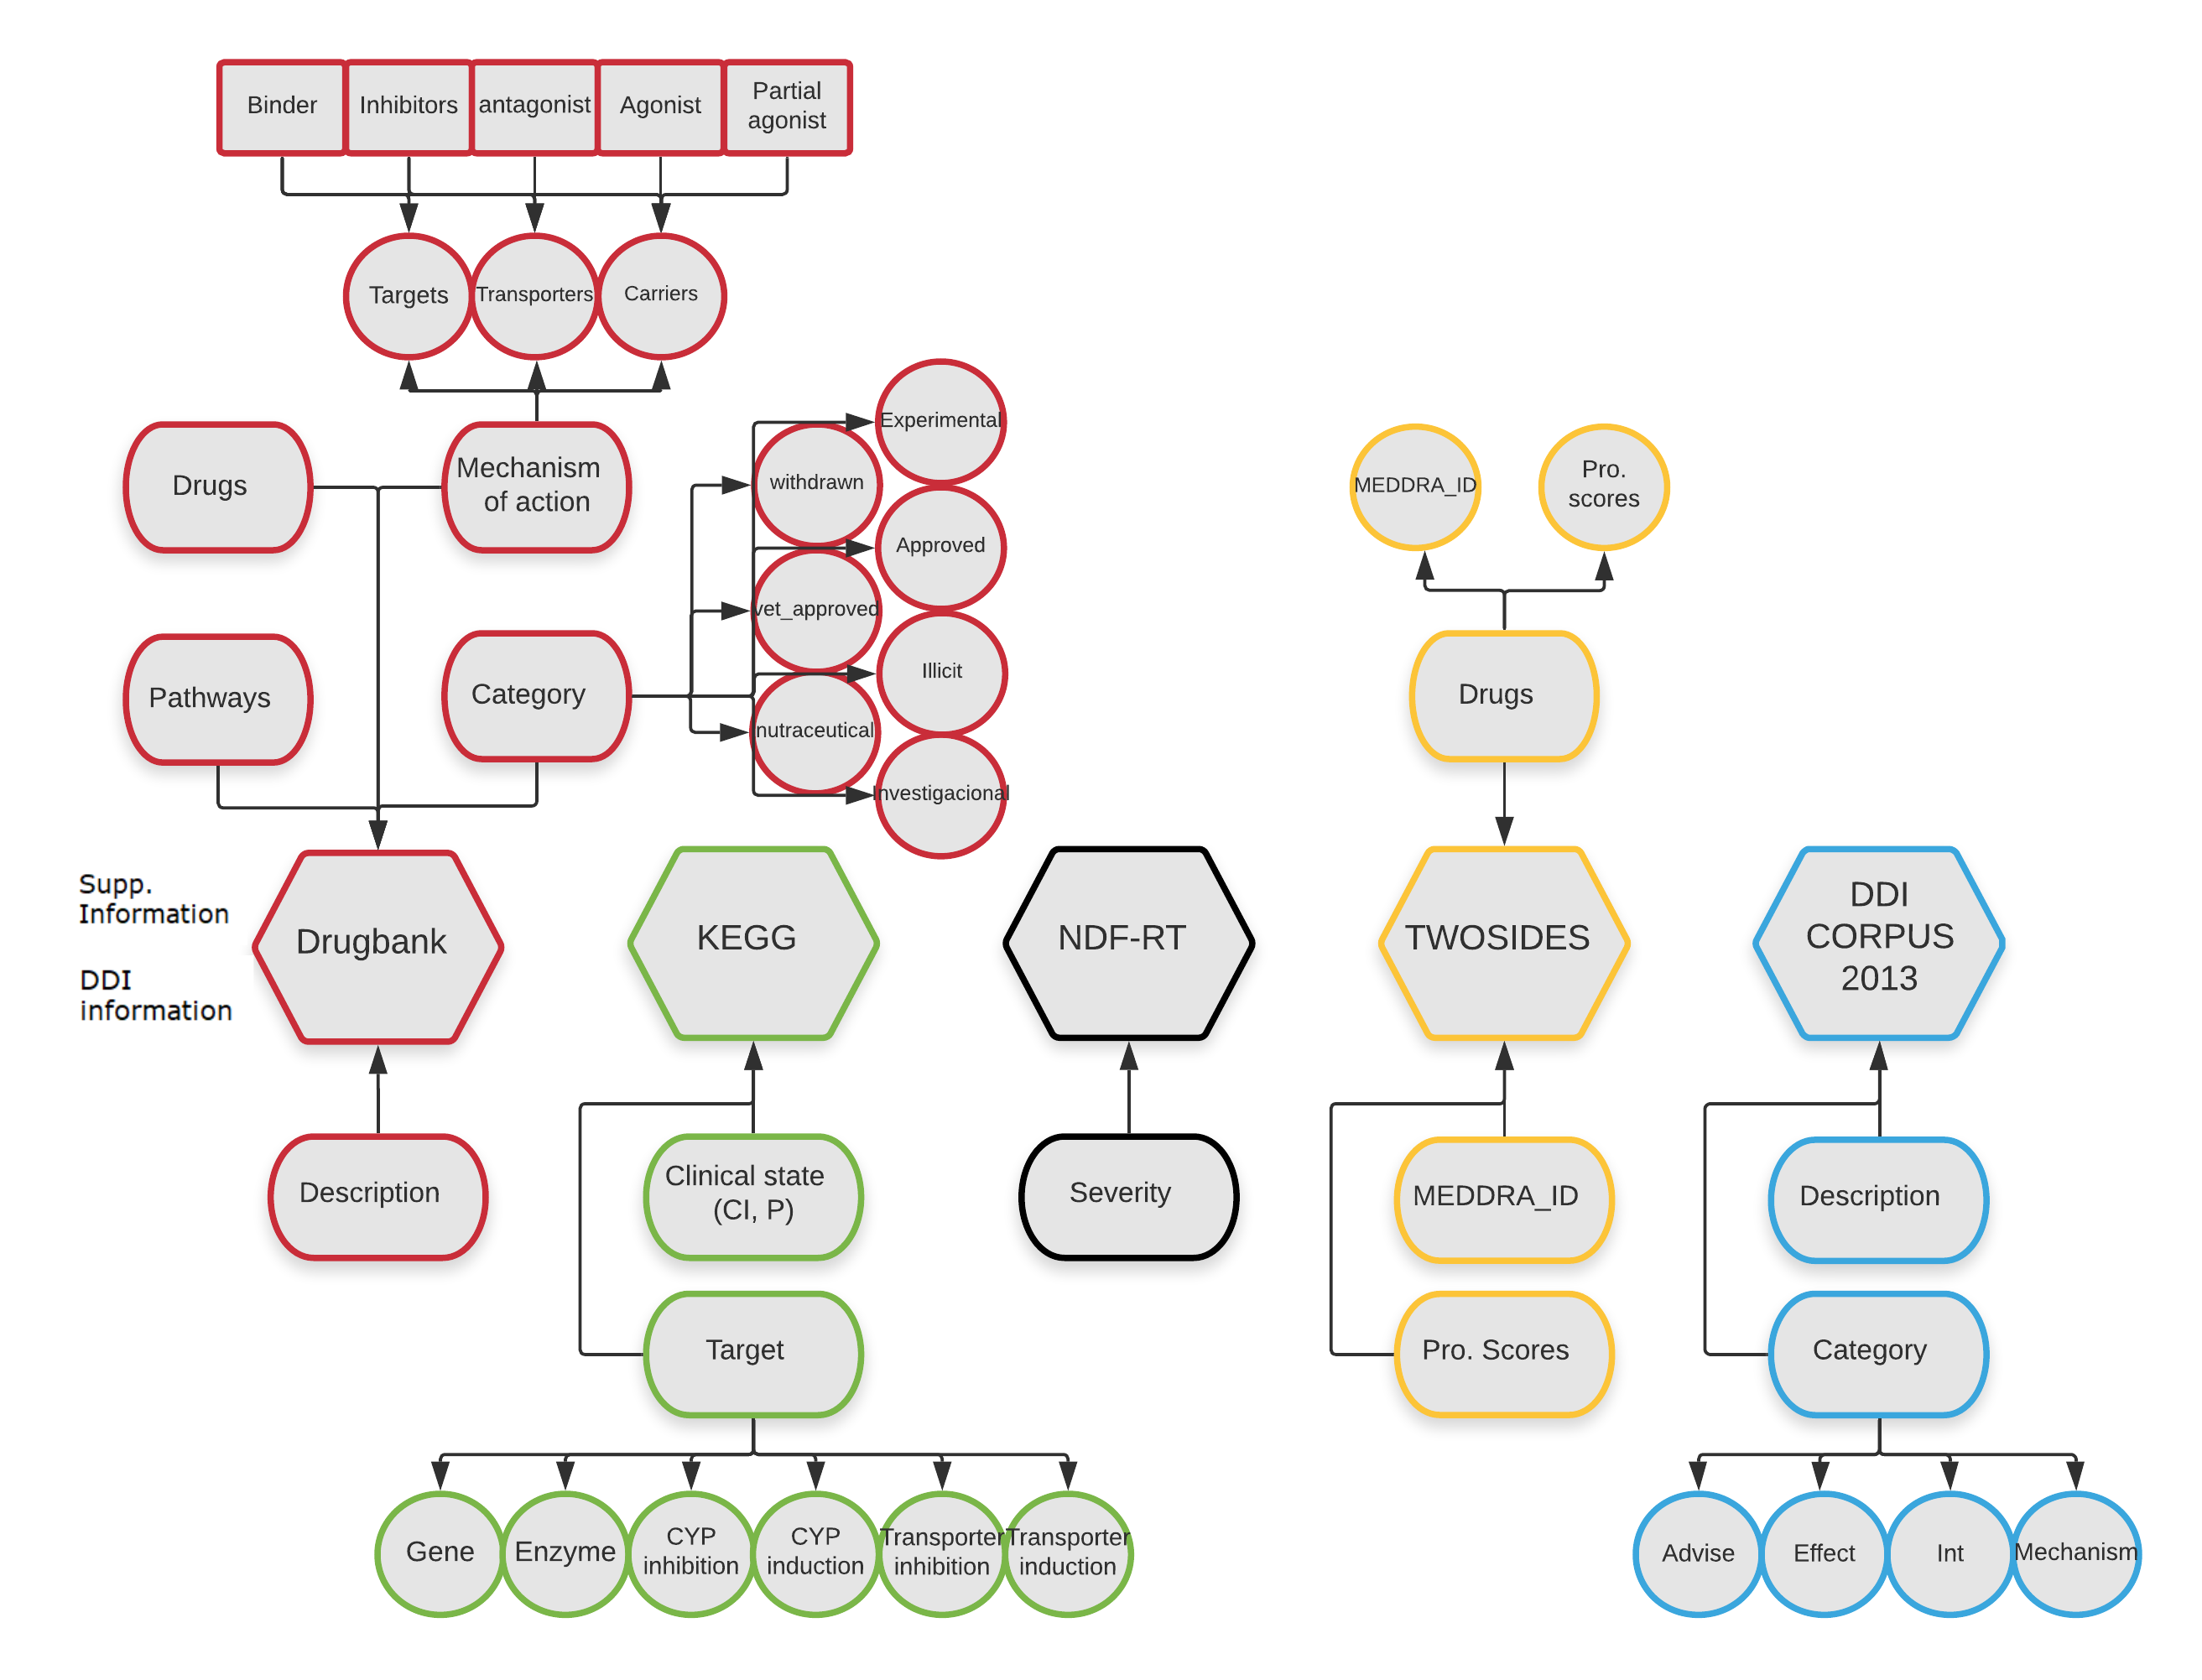 Binder
Inhibitors
antagonist
Agonist
Partial
agonist
Targets
Transporters
Carriers
Experimental
Drugs
Mechanism
of action
withdrawn
MEDDRA_ID
Pro.
scores
Approved
vet_approved
Pathways
Category
Illicit
Drugs
nutraceutical
Investigacional
Supp.
Information
DDI
information
Drugbank
KEGG
NDF-RT
TWOSIDES
DDI
CORPUS
2013
Description
Clinical state
(CI, P)
Severity
MEDDRA_ID
Description
Target
Pro. Scores
Category
Gene
Enzyme
CYP
inhibition
CYP
induction
Transporter
inhibition
Transporter
induction
Advise
Effect
Int
Mechanism